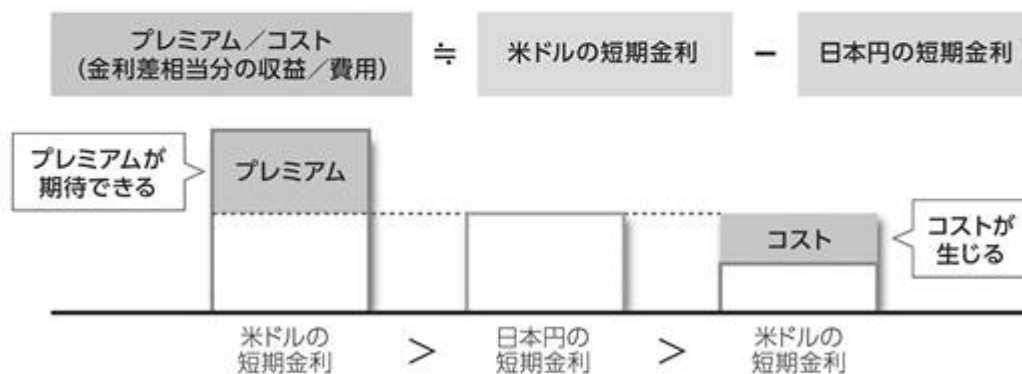 プレミアム／コスト
（金利差相当分の収益／費用）
≒
米ドルの短期金利
－
日本円の短期金利
プレミアムが
期待できる
プレミアム
コスト
コストが
生じる
米ドルの
短期金利
＞
日本円の
短期金利
＞
米ドルの
短期金利